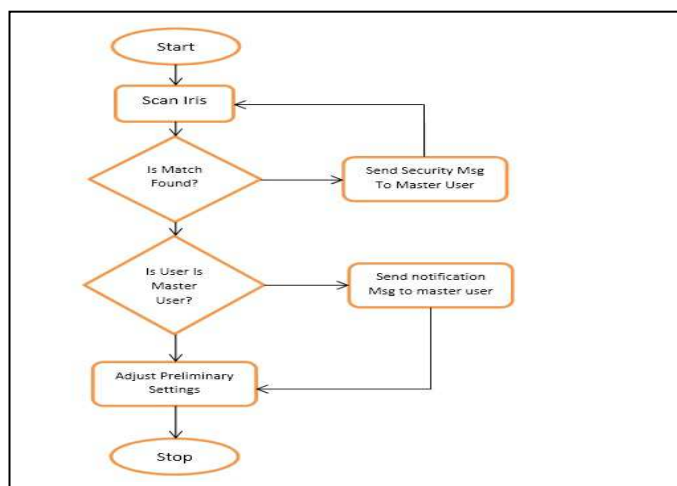 Start
Scan Iris
Is Match
Found?
Send Security Msg
To Master User
Is User Is
Master
User?
Send notification
Msg to master user
Adjust Preliminary
Settings
Stop